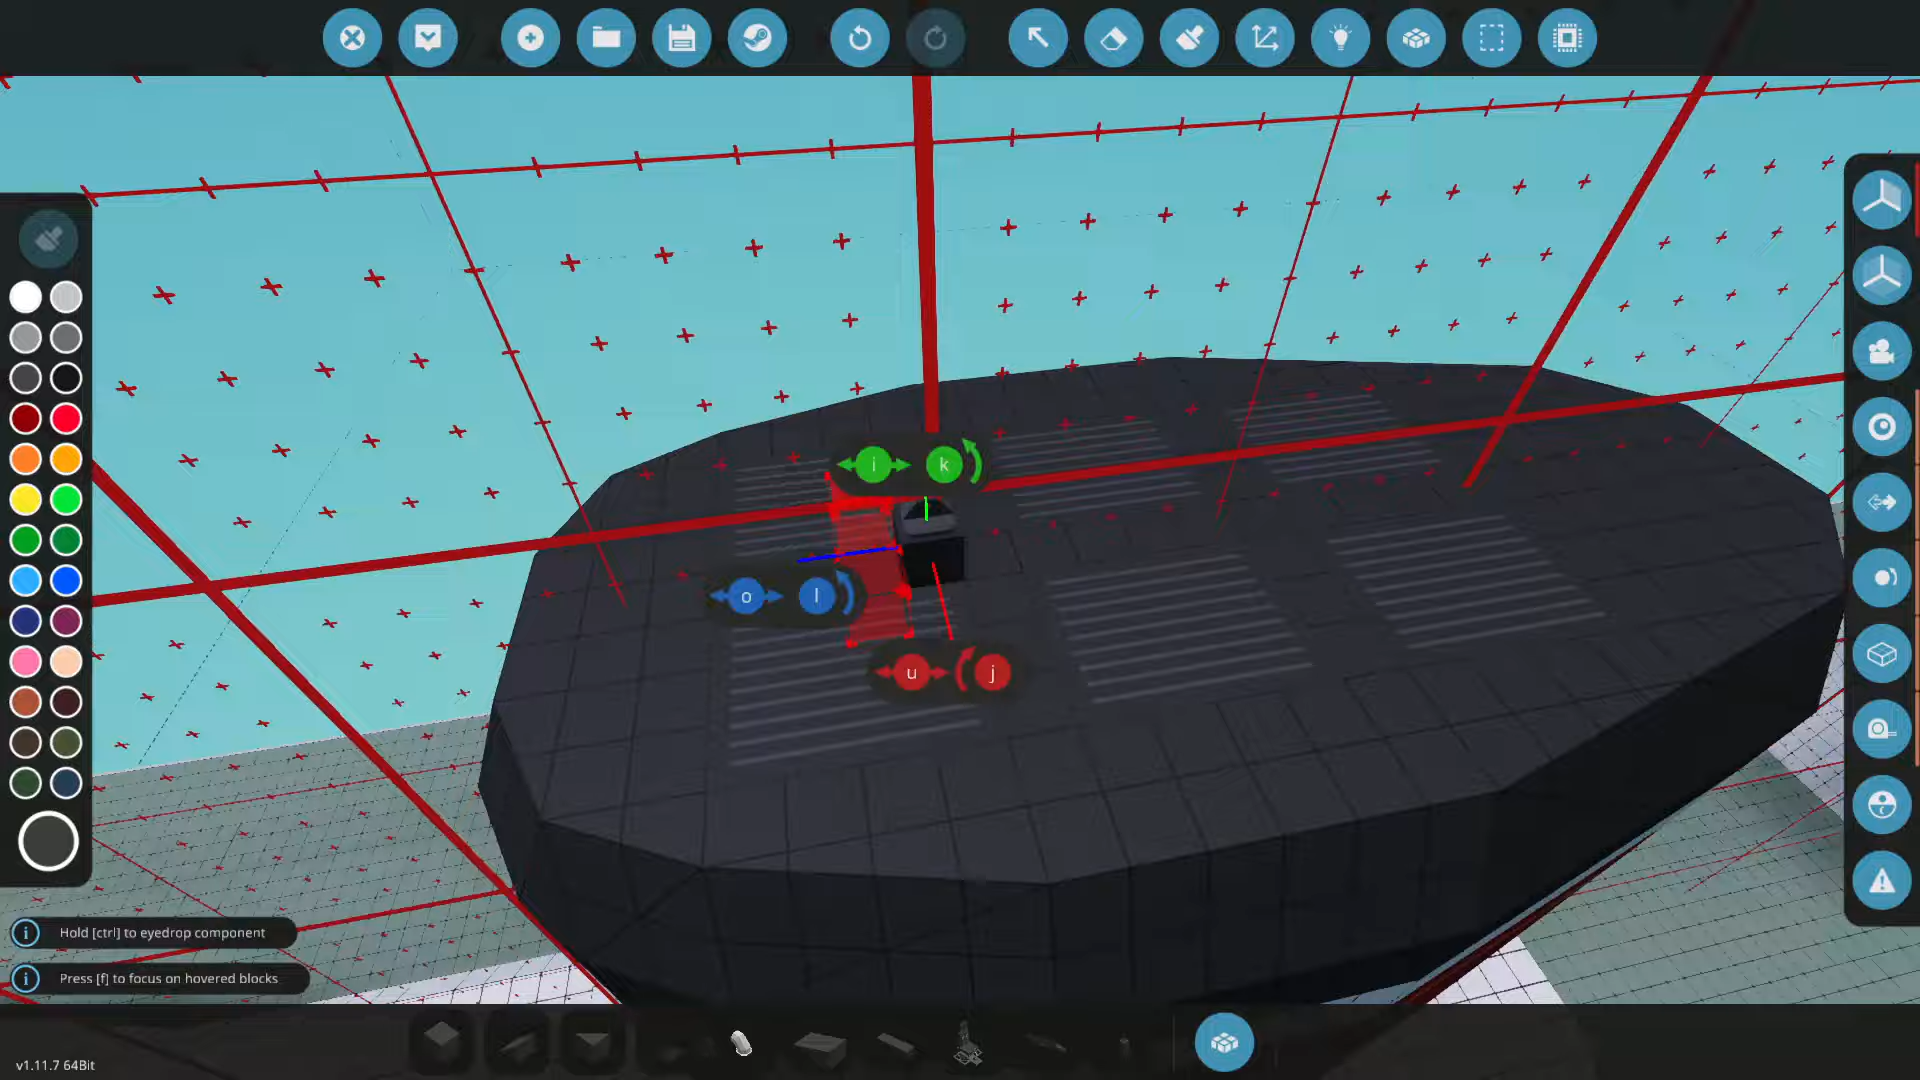 i k
o l
u j
Hold [ctrl] to eyedrop component
Press [f] to focus on hovered blocks
v1.11.7 64Bit